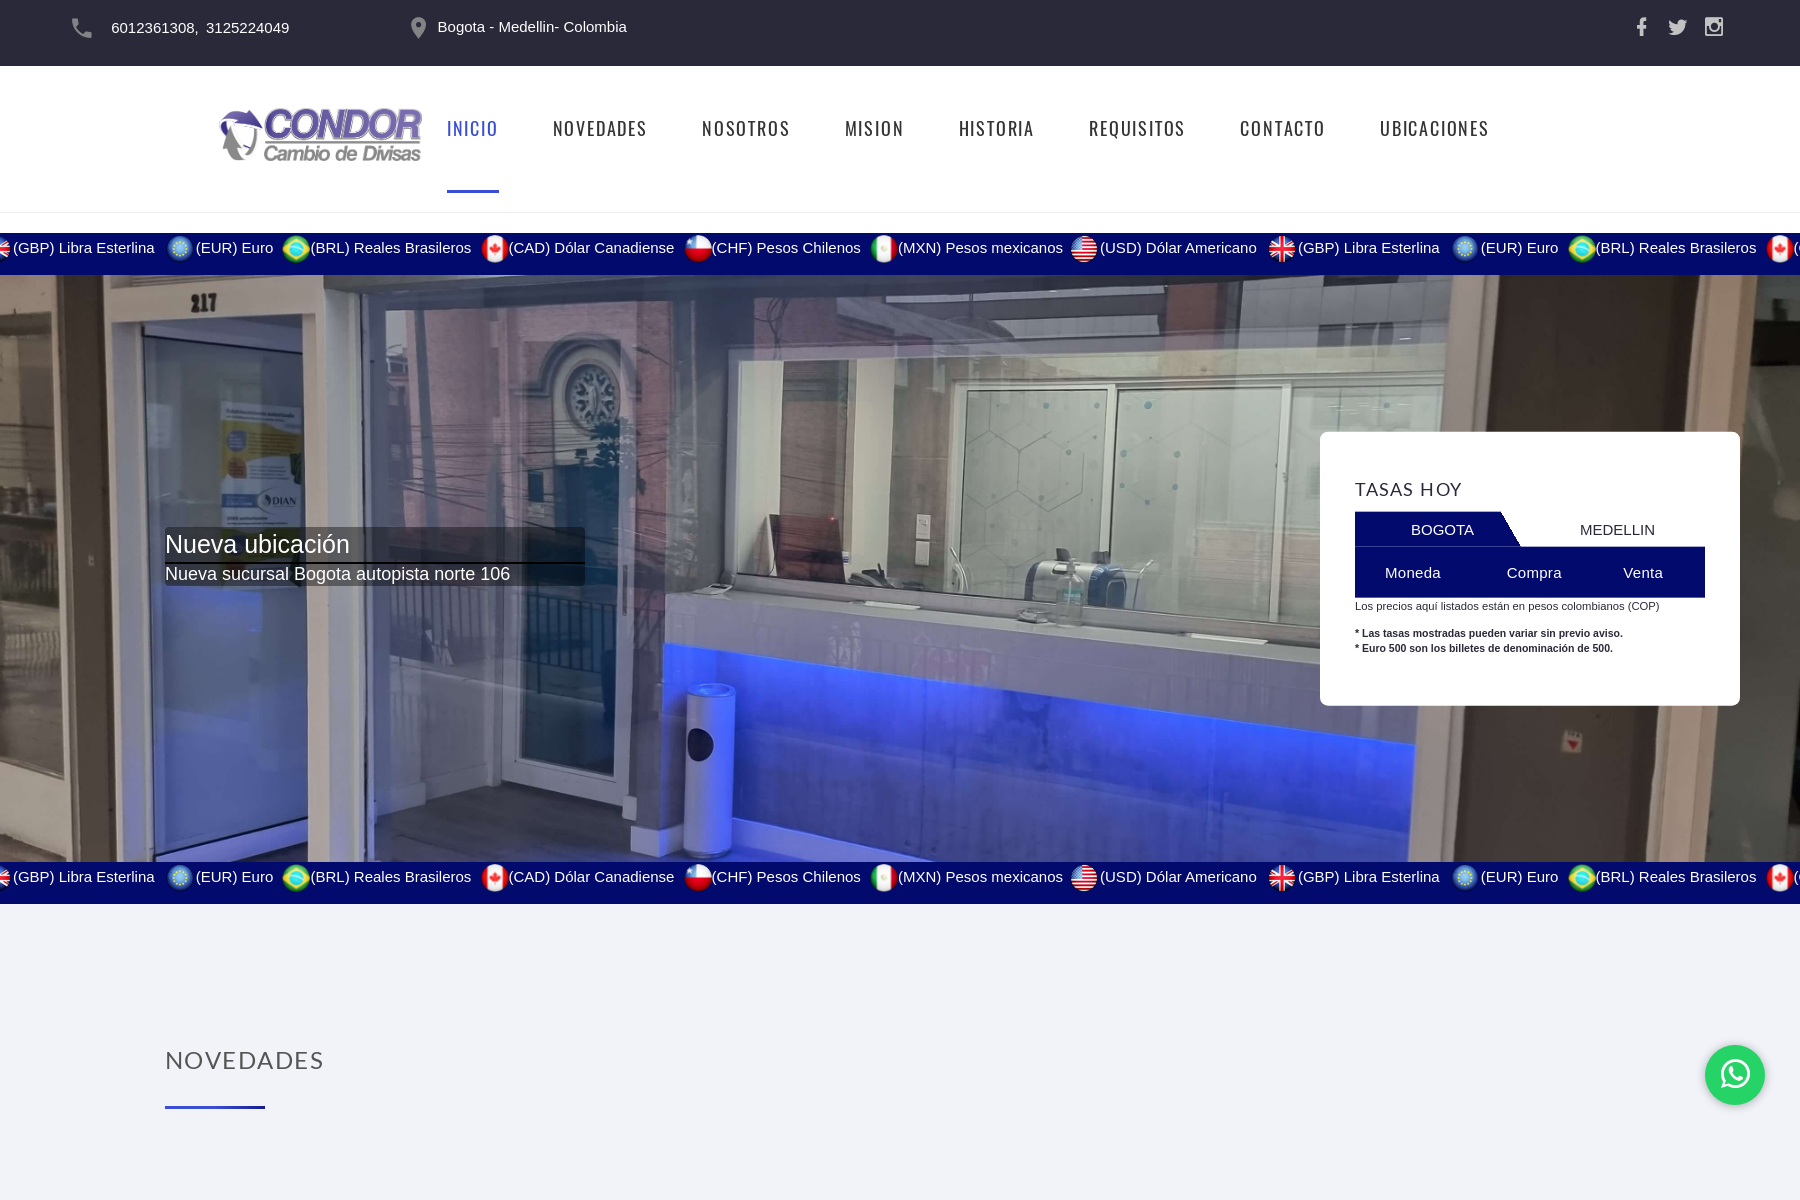 6012361308, 3125224049
Bogota - Medellin- Colombia
CONDOR
Cambio de Divisas
INICIO
NOVEDADES
NOSOTROS
MISION
HISTORIA
REQUISITOS
CONTACTO
UBICACIONES
(GBP) Libra Esterlina (EUR) Euro (BRL) Reales Brasileros (CAD) Dólar Canadiense (CHF) Pesos Chilenos (MXN) Pesos mexicanos (USD) Dólar Americano (GBP) Libra Esterlina (EUR) Euro (BRL) Reales Brasileros
217
DIAN
Nueva ubicación
Nueva sucursal Bogota autopista norte 106
TASAS HOY
BOGOTA MEDELLIN
Moneda Compra Venta
Los precios aquí listados están en pesos colombianos (COP)
* Las tasas mostradas pueden variar sin previo aviso.
* Euro 500 son los billetes de denominación de 500.
(GBP) Libra Esterlina (EUR) Euro (BRL) Reales Brasileros (CAD) Dólar Canadiense (CHF) Pesos Chilenos (MXN) Pesos mexicanos (USD) Dólar Americano (GBP) Libra Esterlina (EUR) Euro (BRL) Reales Brasileros
NOVEDADES